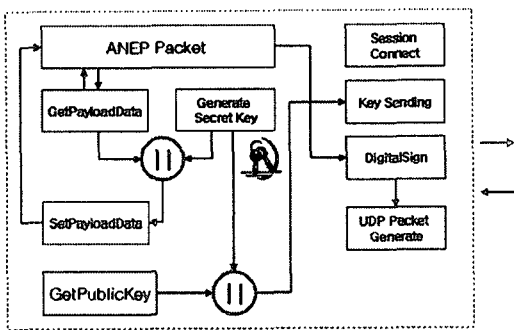 ANEP Packet
Session
Connect
GetPayloadData
Generate
Secret Key
Key Sending
||
DigitalSign
SetPayloadData
UDP Packet
Generate
GetPublicKey
||